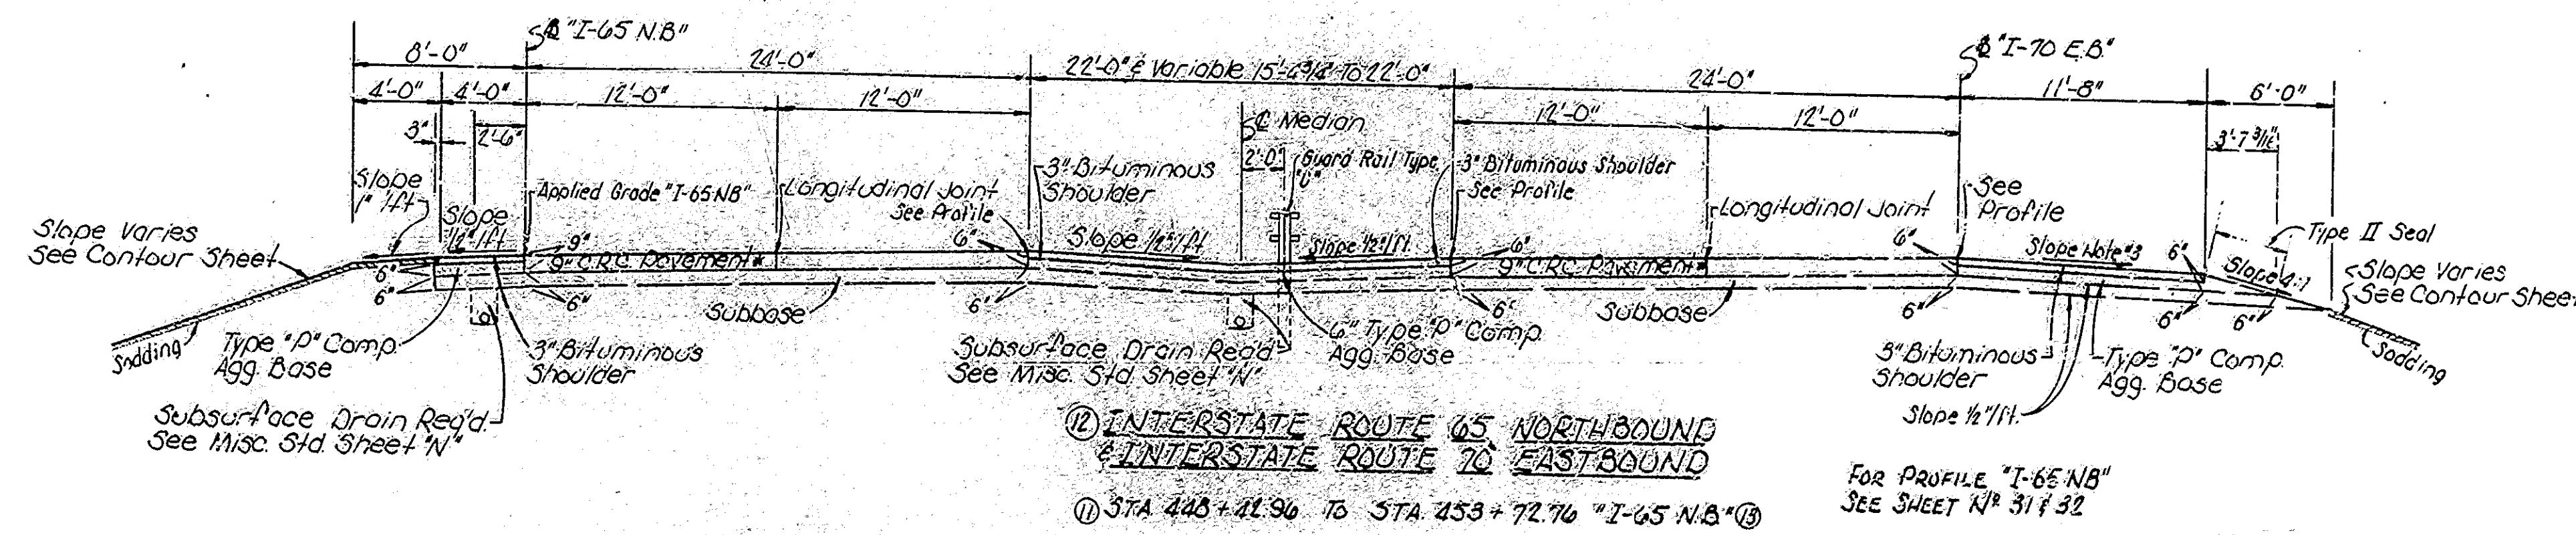 ℄ "I-65 N.B"
℄ "I-70 E.B."
8'-0"
24'-0"
22'-0" & Variable 15'-6 3/4" To 22'-0"
24'-0"
11'-8"
6'-0"
4'-0"
4'-0"
12'-0"
12'-0"
12'-0"
12'-0"
3'-7 3/16"
3"
2'-6"
℄ Median
2'-0"
Guard Rail Type
3" Bituminous Shoulder
See Profile
Slope
1"/ft
Slope
1/2"/ft
Applied Grade "I-65 NB"
Longitudinal Joint
See Profile
3" Bituminous
Shoulder
Longitudinal Joint
See
Profile
Type II Seal
Slope Varies
See Contour Sheet
Slope 1/2"/ft
Slope 1/2"/ft.
Slope Note #3
Slope 4:1
Slope Varies
See Contour Sheet
9"
9" C.R.C. Pavement*
6"
6"
9" C.R.C. Pavement*
6"
6"
6"
6"
6"
6"
6"
6"
6"
6"
Sodding
Type "P" Comp.
Agg. Base
3" Bituminous
Shoulder
Subbase
Subsurface Drain Req'd
See Misc. Std Sheet "N"
6" Type "P" Comp.
Agg. Base
Subbase
3" Bituminous
Shoulder
Type "P" Comp.
Agg. Base
Sodding
Slope 1/2"/ft.
Subsurface Drain Req'd.
See Misc. Std. Sheet "N"
⑫ INTERSTATE ROUTE 65 NORTHBOUND
& INTERSTATE ROUTE 70 EASTBOUND
⑪ STA 448+42.96 To STA. 453+72.76 "I-65 N.B." ⑬
FOR PROFILE "I-65 NB"
SEE SHEET Nº 31 & 32